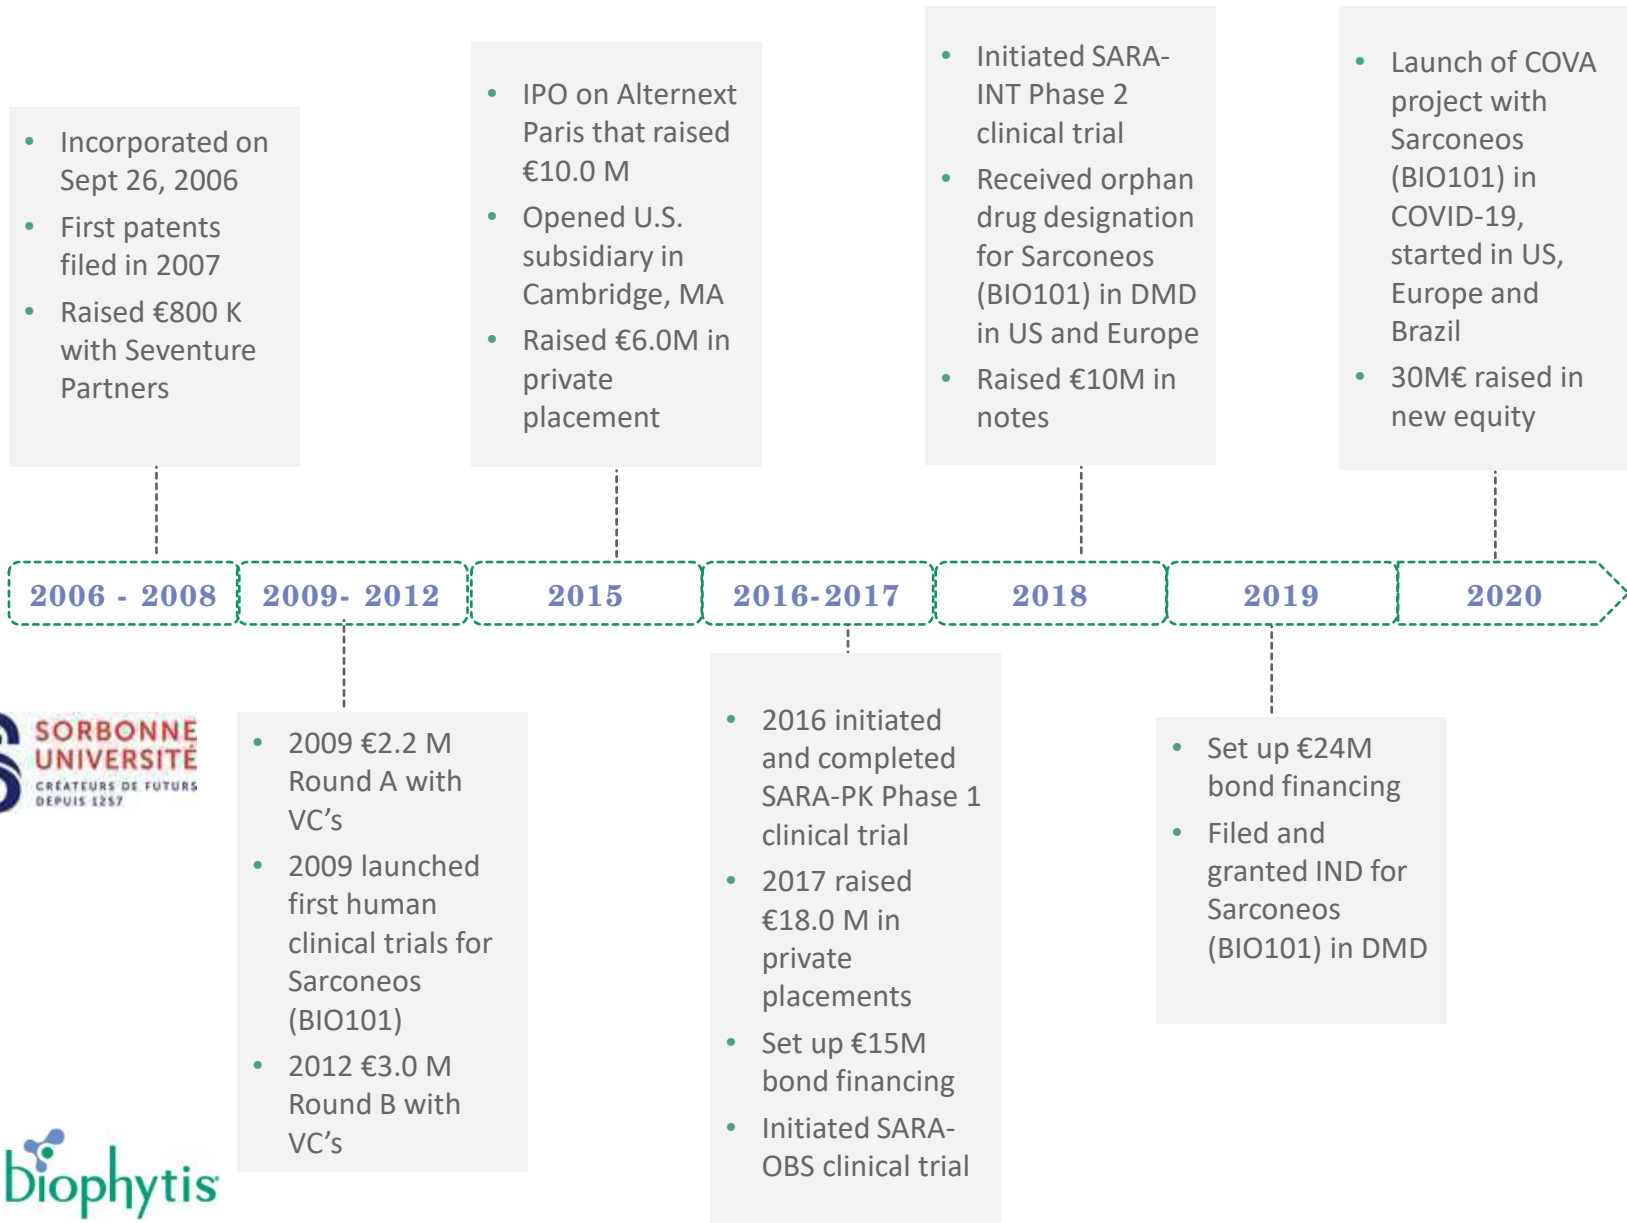 • Incorporated on
Sept 26, 2006
• First patents
filed in 2007
• Raised €800 K
with Seventure
Partners
• IPO on Alternext
Paris that raised
€10.0 M
• Opened U.S.
subsidiary in
Cambridge, MA
• Raised €6.0M in
private
placement
• Initiated SARA-
INT Phase 2
clinical trial
• Received orphan
drug designation
for Sarconeos
(BIO101) in DMD
in US and Europe
• Raised €10M in
notes
• Launch of COVA
project with
Sarconeos
(BIO101) in
COVID-19,
started in US,
Europe and
Brazil
• 30M€ raised in
new equity
2006 - 2008
2009- 2012
2015
2016-2017
2018
2019
2020
SORBONNE
UNIVERSITÉ
CRÉATEURS DE FUTURS
DEPUIS 1257
• 2009 €2.2 M
Round A with
VC’s
• 2009 launched
first human
clinical trials for
Sarconeos
(BIO101)
• 2012 €3.0 M
Round B with
VC’s
• 2016 initiated
and completed
SARA-PK Phase 1
clinical trial
• 2017 raised
€18.0 M in
private
placements
• Set up €15M
bond financing
• Initiated SARA-
OBS clinical trial
• Set up €24M
bond financing
• Filed and
granted IND for
Sarconeos
(BIO101) in DMD
biophytis